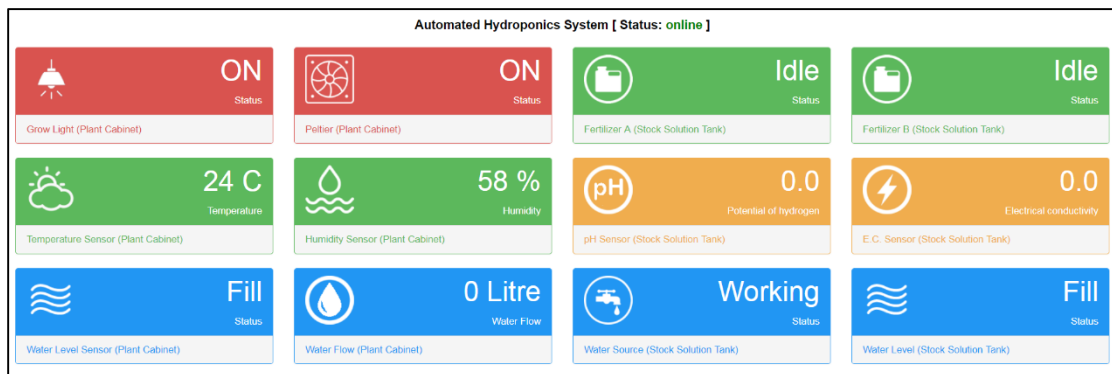 Automated Hydroponics System [ Status: online ]
ON
Status
Grow Light (Plant Cabinet)
ON
Status
Peltier (Plant Cabinet)
Idle
Status
Fertilizer A (Stock Solution Tank)
Idle
Status
Fertilizer B (Stock Solution Tank)
24 C
Temperature
Temperature Sensor (Plant Cabinet)
58 %
Humidity
Humidity Sensor (Plant Cabinet)
pH
0.0
Potential of hydrogen
pH Sensor (Stock Solution Tank)
0.0
Electrical conductivity
E.C. Sensor (Stock Solution Tank)
Fill
Status
Water Level Sensor (Plant Cabinet)
0 Litre
Water Flow
Water Flow (Plant Cabinet)
Working
Status
Water Source (Stock Solution Tank)
Fill
Status
Water Level (Stock Solution Tank)